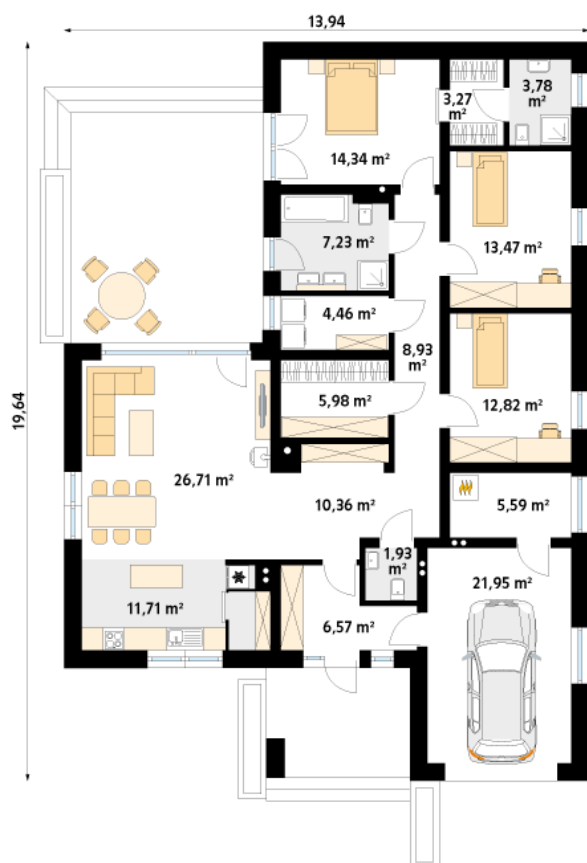 13,94
3,78
m²
3,27
m²
14,34 m²
7,23 m²
13,47 m²
4,46 m²
8,93
m²
19,64
5,98 m²
12,82 m²
26,71 m²
10,36 m²
5,59 m²
1,93
m²
21,95 m²
11,71 m²
6,57 m²